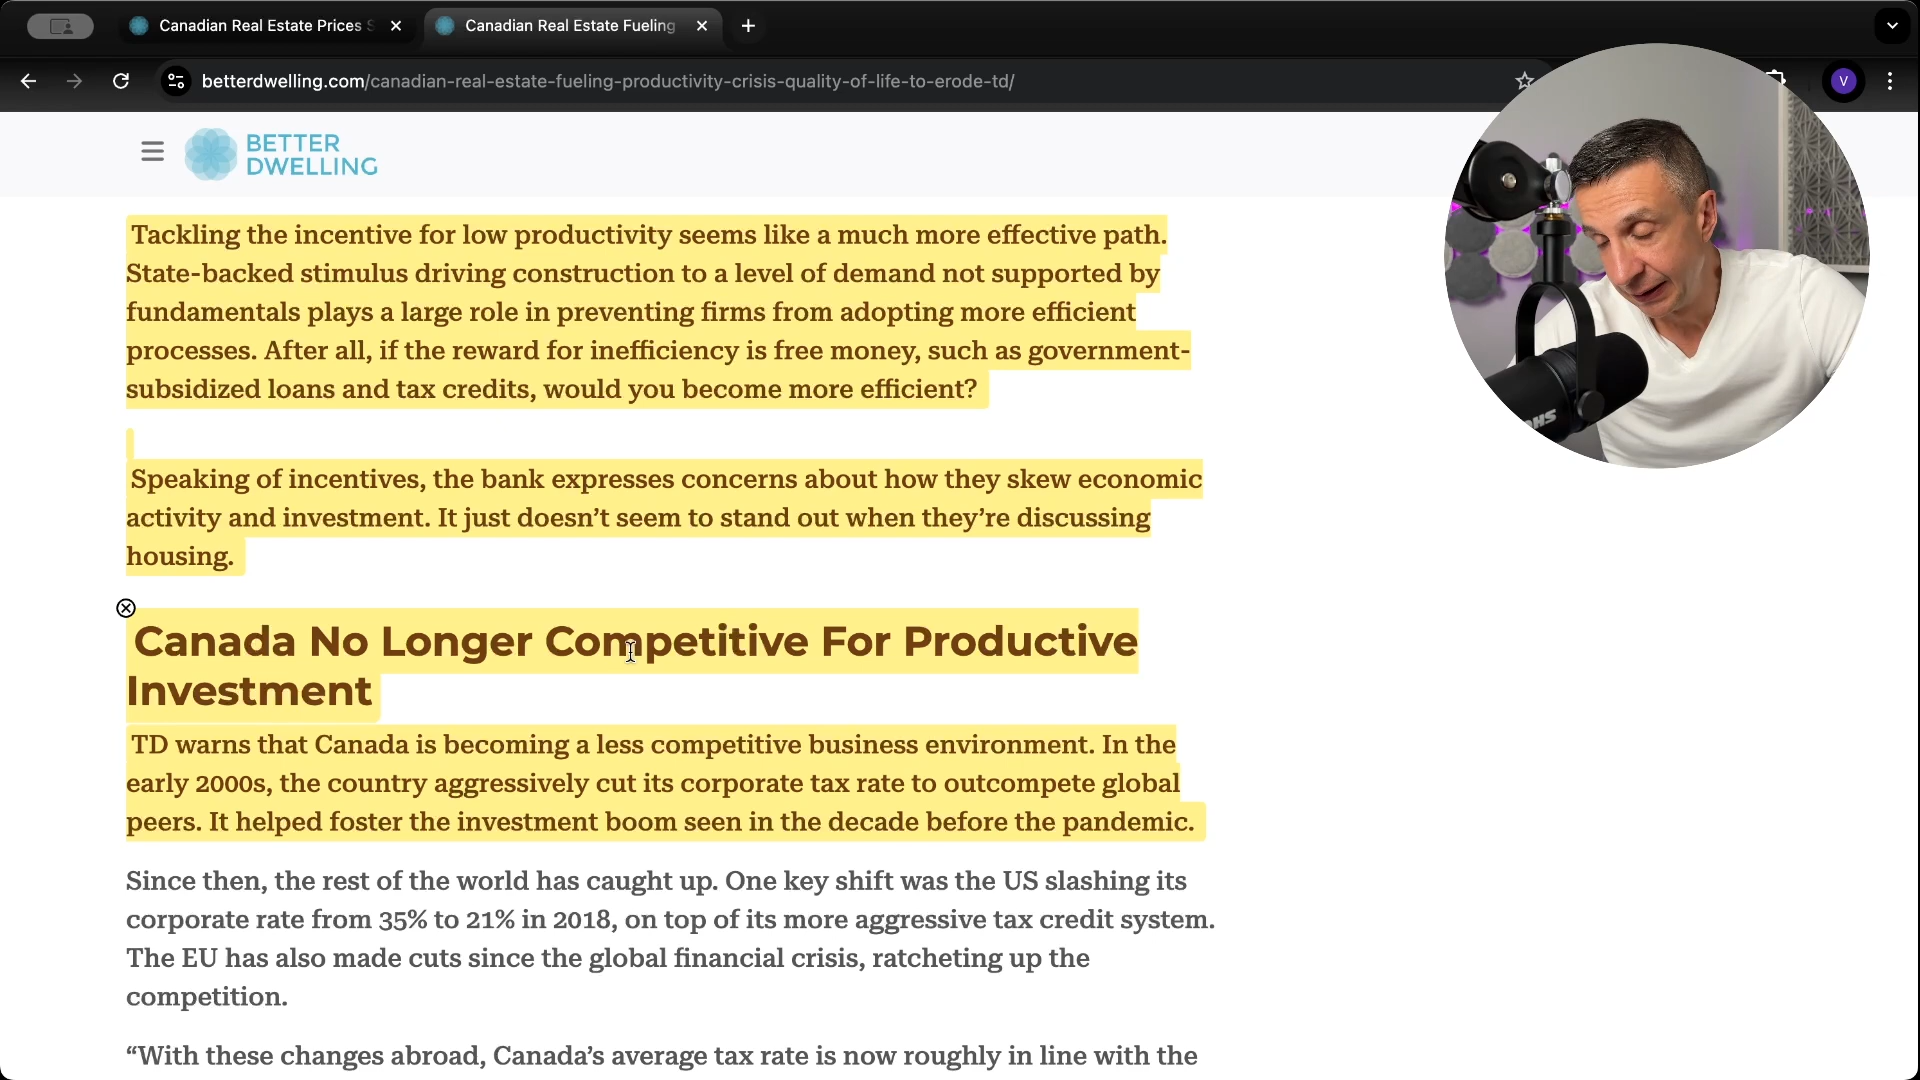 Canadian Real Estate Prices S
Canadian Real Estate Fueling
betterdwelling.com/canadian-real-estate-fueling-productivity-crisis-quality-of-life-to-erode-td/
V
BETTER
DWELLING
Tackling the incentive for low productivity seems like a much more effective path.
State-backed stimulus driving construction to a level of demand not supported by
fundamentals plays a large role in preventing firms from adopting more efficient
processes. After all, if the reward for inefficiency is free money, such as government-
subsidized loans and tax credits, would you become more efficient?
Speaking of incentives, the bank expresses concerns about how they skew economic
activity and investment. It just doesn’t seem to stand out when they’re discussing
housing.
Canada No Longer Competitive For Productive
Investment
TD warns that Canada is becoming a less competitive business environment. In the
early 2000s, the country aggressively cut its corporate tax rate to outcompete global
peers. It helped foster the investment boom seen in the decade before the pandemic.
Since then, the rest of the world has caught up. One key shift was the US slashing its
corporate rate from 35% to 21% in 2018, on top of its more aggressive tax credit system.
The EU has also made cuts since the global financial crisis, ratcheting up the
competition.
“With these changes abroad, Canada’s average tax rate is now roughly in line with the